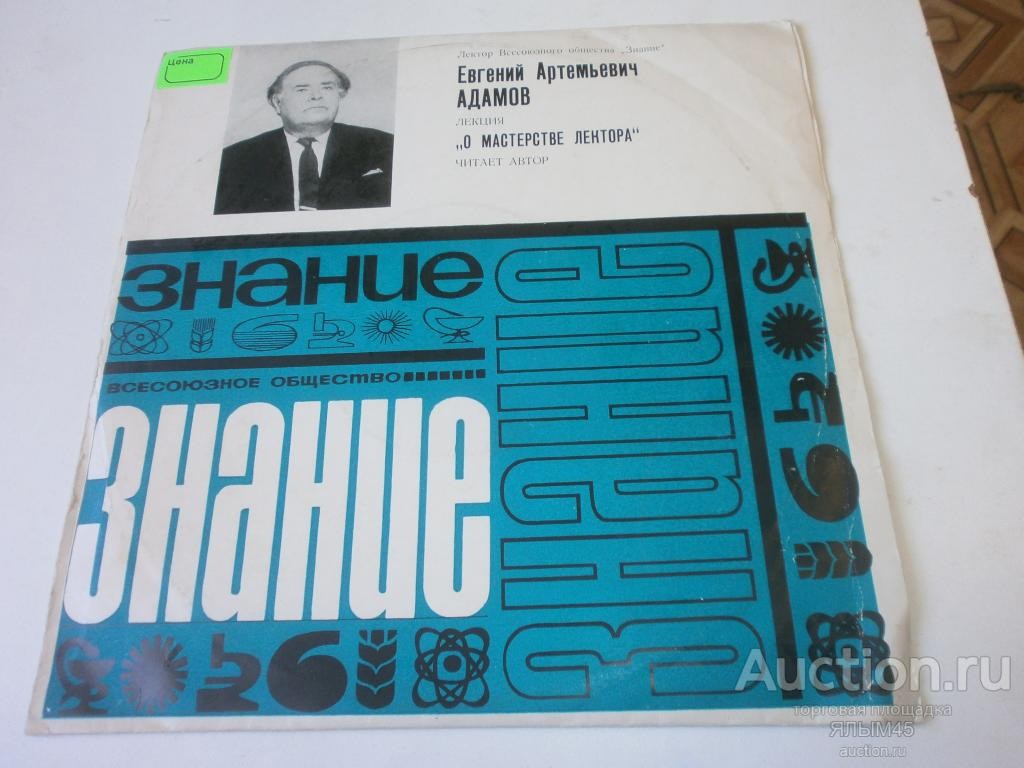 Цена
Лектор Всесоюзного общества „Знание"
Евгений Артемьевич
АДАМОВ
ЛЕКЦИЯ
„О МАСТЕРСТВЕ ЛЕКТОРА"
ЧИТАЕТ АВТОР
ЗНАНИЕ
ВСЕСОЮЗНОЕ ОБЩЕСТВО
ЗНАНИЕ
ЗНАНИЕ
Auction.ru
торговая площадка
ЯЛЫМ45
auction.ru